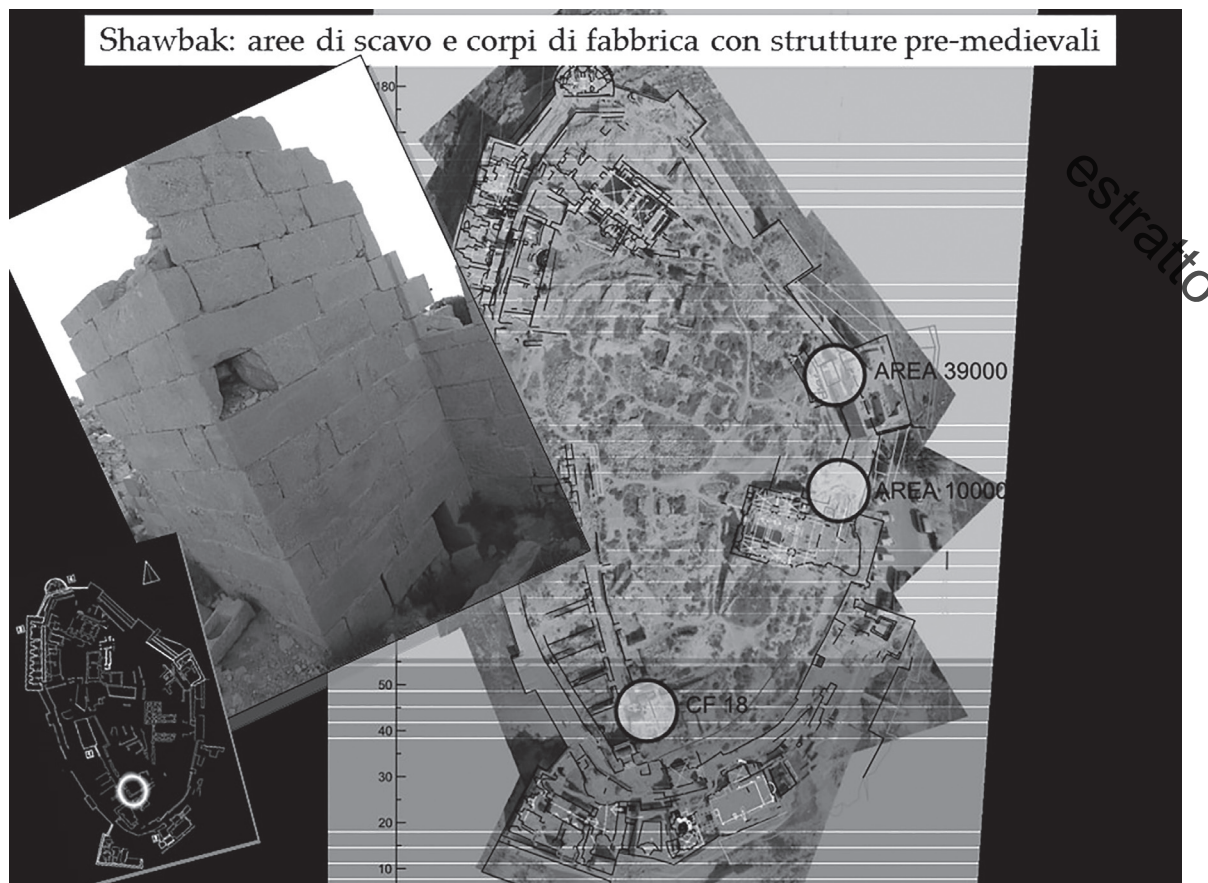 Shawbak: aree di scavo e corpi di fabbrica con strutture pre-medievali
estratto
180
AREA 39000
AREA 10000
50
CF 18
40
30
20
10